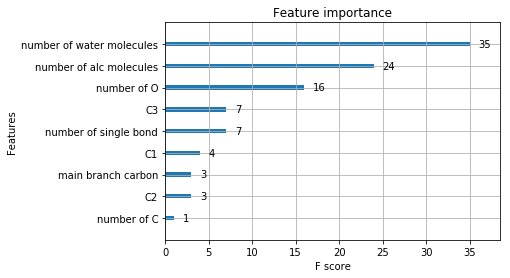 Feature importance
Features
number of water molecules 35
number of alc molecules 24
number of O 16
C3 7
number of single bond 7
C1 4
main branch carbon 3
C2 3
number of C 1
0 5 10 15 20 25 30 35
F score